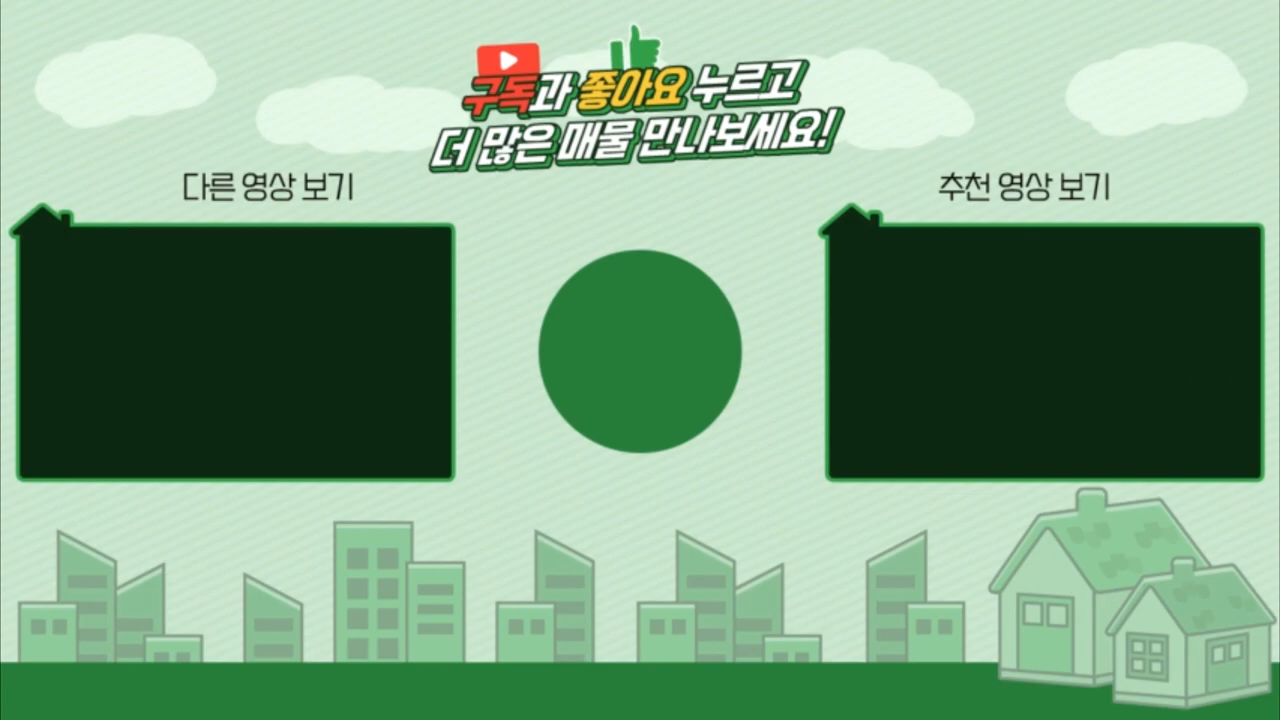 구독과 좋아요 누르고
더 많은 매물 만나보세요!
다른 영상 보기
추천 영상 보기